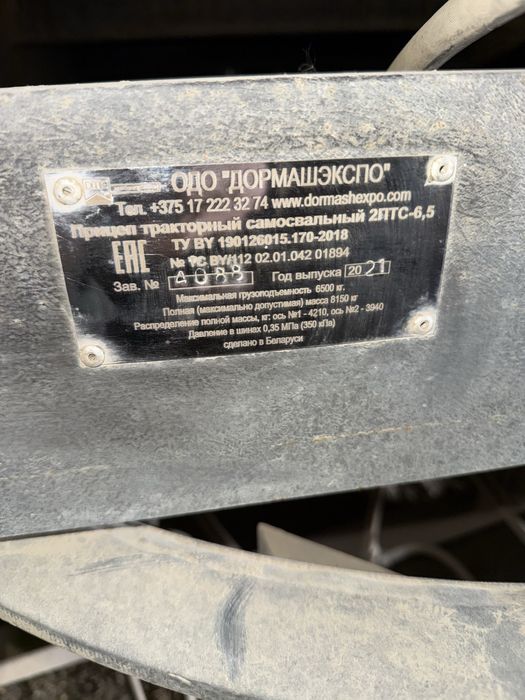 ОДО "ДОРМАШЭКСПО"
Тел. +375 17 222 32 74 www.dormashexpo.com
Прицеп тракторный самосвальный 2ПТС-6,5
ТУ BY 190126015.170-2018
EAC № ТС BY/112 02.01.042 01894
Зав. № 4088 Год выпуска 2021
Максимальная грузоподъемность 6500 кг.
Полная (максимально допустимая) масса 8150 кг
Распределение полной массы, кг: ось №1 - 4210, ось №2 - 3940
Давление в шинах 0,35 МПа (350 кПа)
сделано в Беларуси